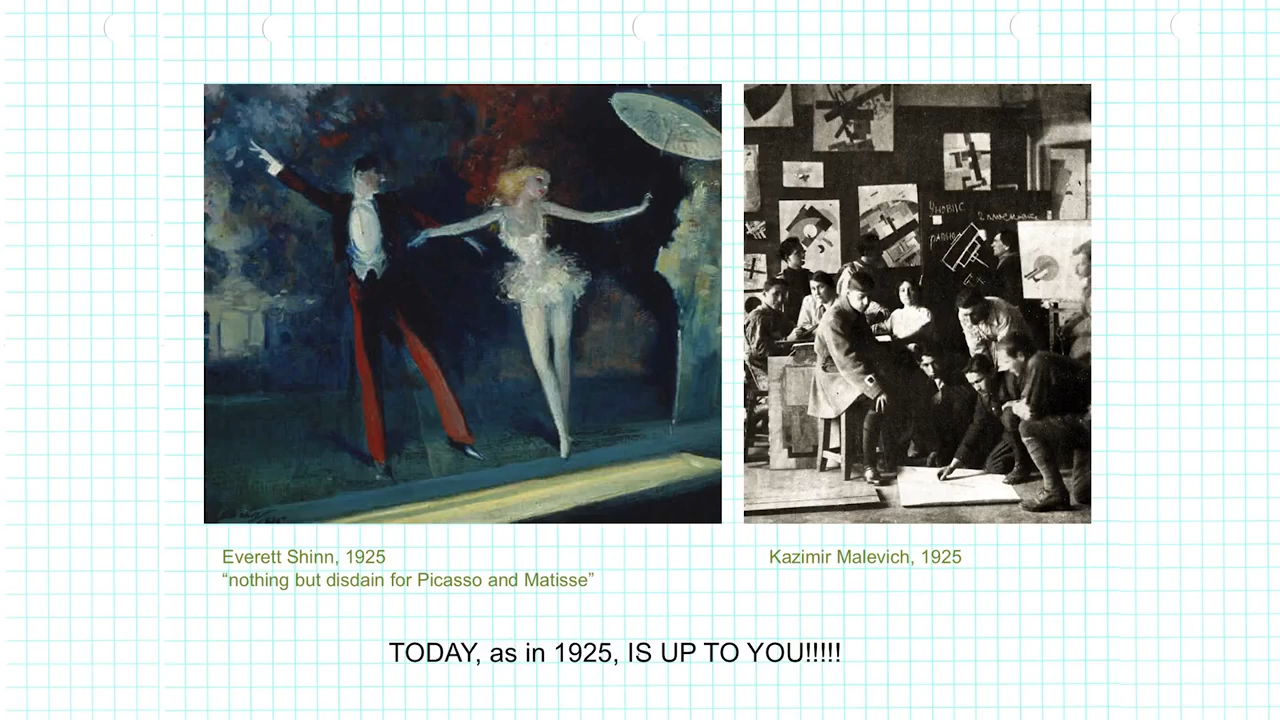 УНОВИС
Everett Shinn, 1925
“nothing but disdain for Picasso and Matisse”
Kazimir Malevich, 1925
TODAY, as in 1925, IS UP TO YOU!!!!!